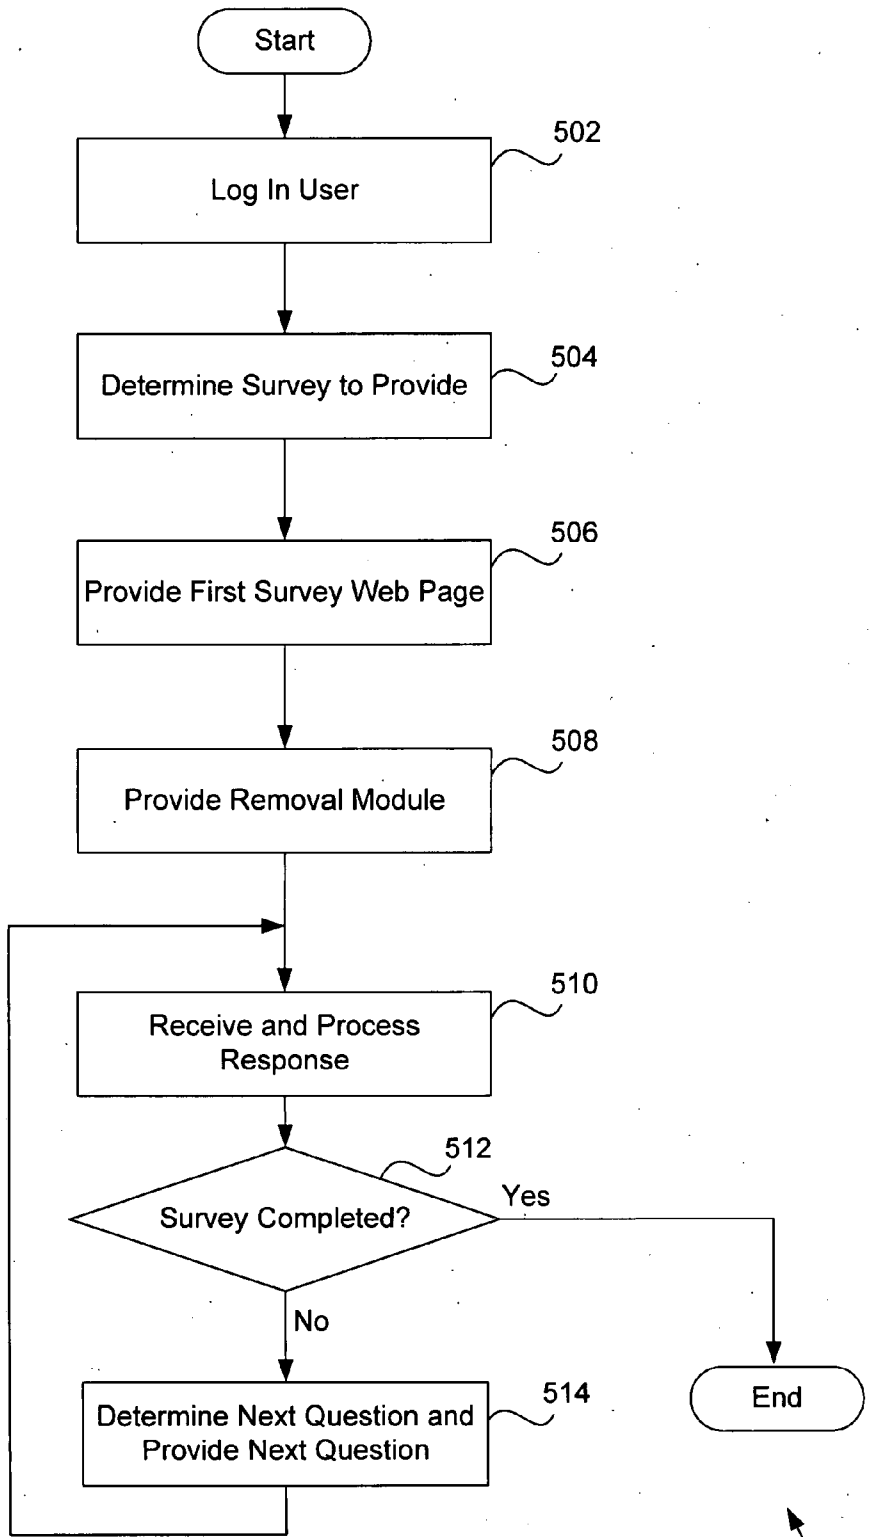 Start
502
Log In User
504
Determine Survey to Provide
506
Provide First Survey Web Page
508
Provide Removal Module
510
Receive and Process
Response
512
Survey Completed?
Yes
No
514
Determine Next Question and
Provide Next Question
End